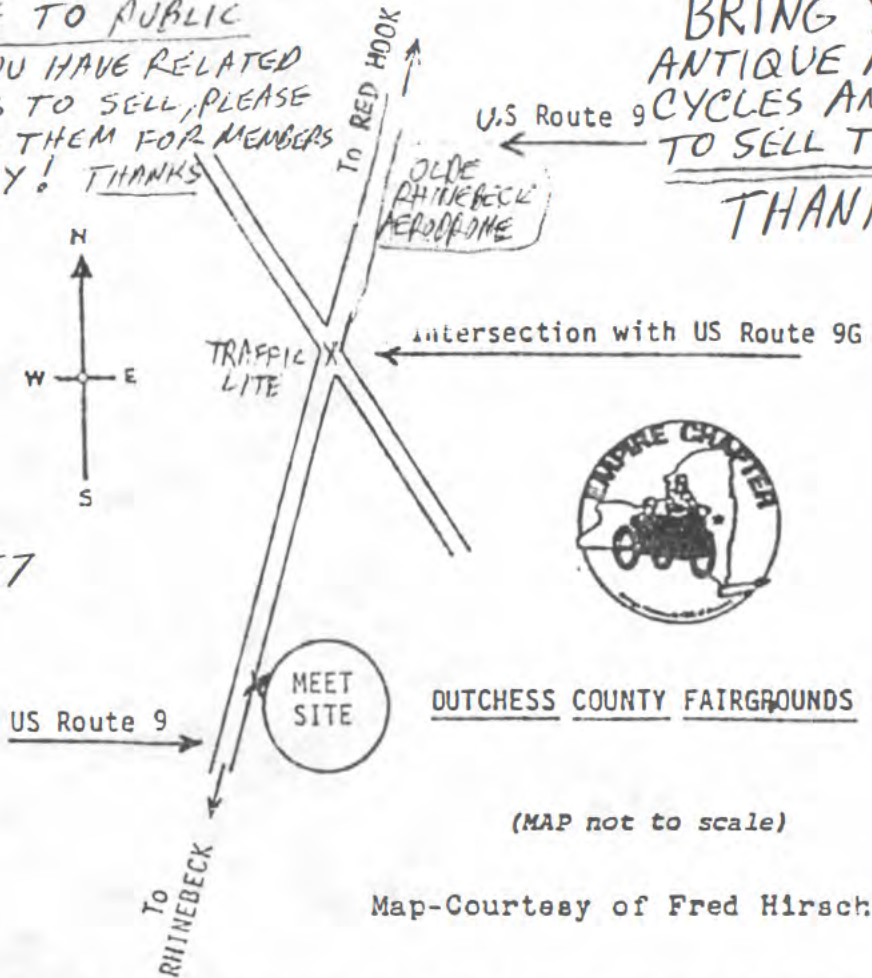 TO PUBLIC
HAVE RELATED
TO SELL, PLEASE
THEM FOR MEMBERS
THANKS
BRING
ANTIQUE
CYCLES
TO SELL
To RED HOOK
U.S Route 9
OLDE
RHINEBECK
AERODROME
N
W
E
S
TRAFFIC
LITE
X
Intersection with US Route 9G
EMPIRE CHAPTER
7
MEET
SITE
US Route 9
DUTCHESS COUNTY FAIRGROUNDS
To
RHINEBECK
(MAP not to scale)
Map-Courtesy of Fred Hirsch